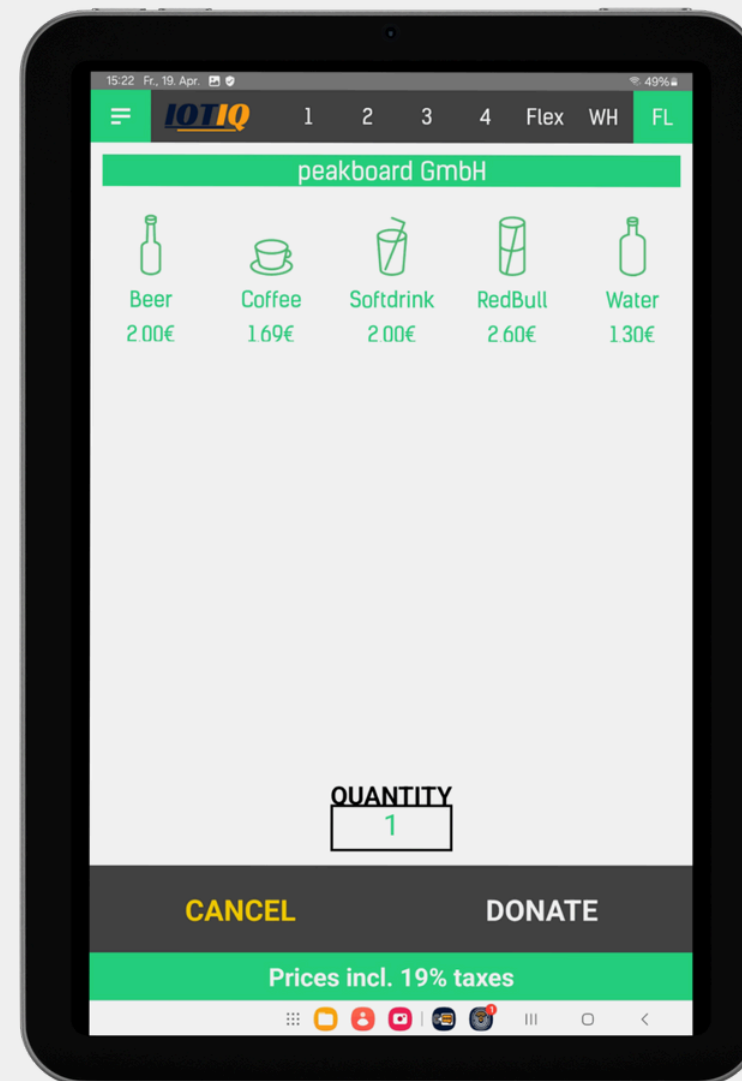 15:22 Fr., 19. Apr. 49%
IOTIQ 1 2 3 4 Flex WH FL
peakboard GmbH
Beer Coffee Softdrink RedBull Water
2.00€ 1.69€ 2.00€ 2.60€ 1.30€
QUANTITY
1
CANCEL DONATE
Prices incl. 19% taxes
1